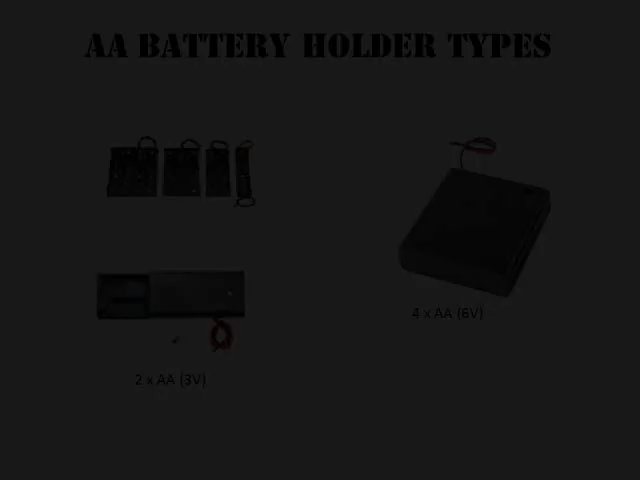 AA BATTERY HOLDER TYPES
4 x AA (6V)
2 x AA (3V)